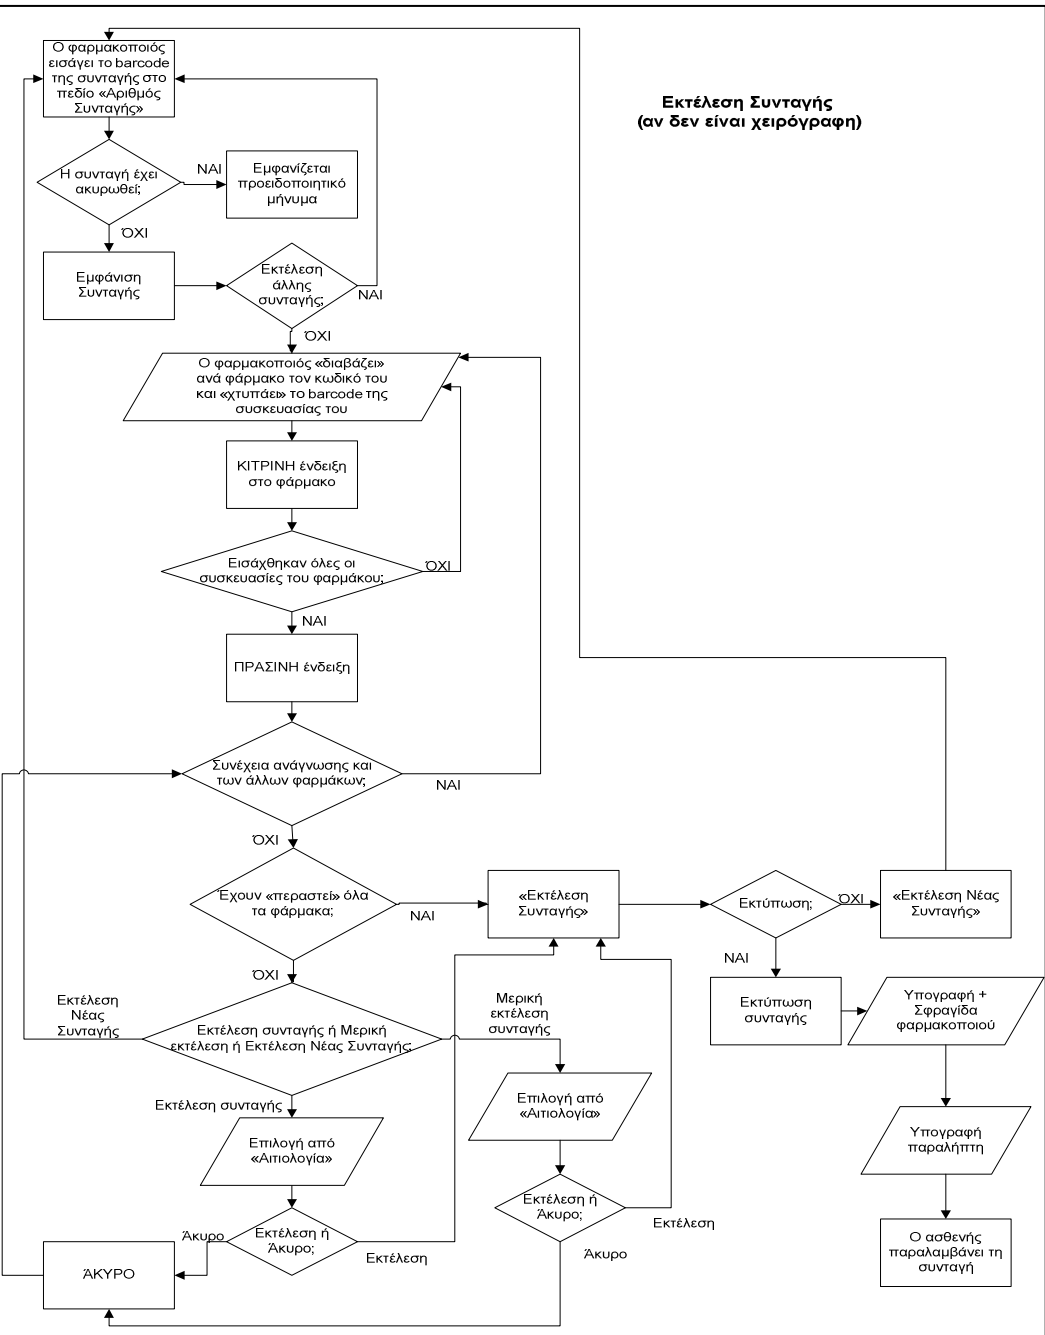 Ο φαρμακοποιός
εισάγει το barcode
της συνταγής στο
πεδίο «Αριθμός
Συνταγής»
Εκτέλεση Συνταγής
(αν δεν είναι χειρόγραφη)
Η συνταγή έχει
ακυρωθεί;
ΝΑΙ
Εμφανίζεται
προειδοποιητικό
μήνυμα
ΌΧΙ
Εμφάνιση
Συνταγής
Εκτέλεση
άλλης
συνταγής;
ΝΑΙ
ΌΧΙ
Ο φαρμακοποιός «διαβάζει»
ανά φάρμακο τον κωδικό του
και «χτυπάει» το barcode της
συσκευασίας του
ΚΙΤΡΙΝΗ ένδειξη
στο φάρμακο
Εισάχθηκαν όλες οι
συσκευασίες του φαρμάκου;
ΌΧΙ
ΝΑΙ
ΠΡΑΣΙΝΗ ένδειξη
Συνέχεια ανάγνωσης και
των άλλων φαρμάκων;
ΝΑΙ
ΌΧΙ
Έχουν «περαστεί» όλα
τα φάρμακα;
ΝΑΙ
«Εκτέλεση
Συνταγής»
Εκτύπωση;
ΌΧΙ
«Εκτέλεση Νέας
Συνταγής»
ΌΧΙ
ΝΑΙ
Εκτύπωση
συνταγής
Υπογραφή +
Σφραγίδα
φαρμακοποιού
Εκτέλεση
Νέας
Συνταγής
Μερική
εκτέλεση
συνταγής
Εκτέλεση συνταγής ή Μερική
εκτέλεση ή Εκτέλεση Νέας Συνταγής;
Εκτέλεση συνταγής
Επιλογή από
«Αιτιολογία»
Επιλογή από
«Αιτιολογία»
Υπογραφή
παραλήπτη
Εκτέλεση ή
Άκυρο;
Εκτέλεση
Άκυρο
Εκτέλεση ή
Άκυρο;
Εκτέλεση
Άκυρο
Ο ασθενής
παραλαμβάνει τη
συνταγή
ΆΚΥΡΟ